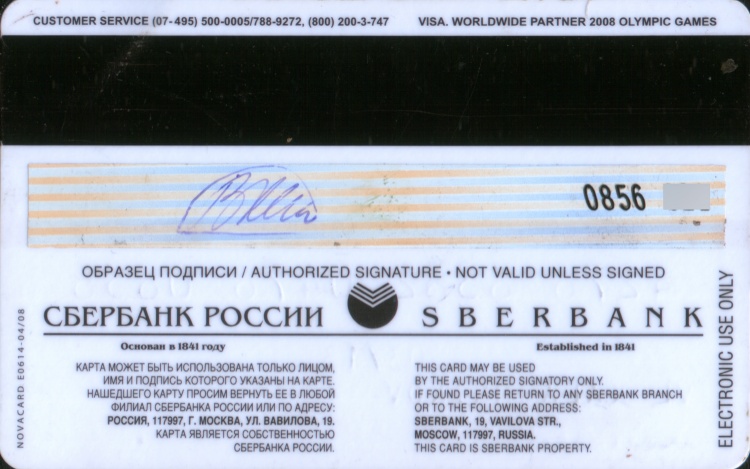 CUSTOMER SERVICE (07-495) 500-0005/788-9272, (800) 200-3-747 VISA. WORLDWIDE PARTNER 2008 OLYMPIC GAMES
0856
ОБРАЗЕЦ ПОДПИСИ / AUTHORIZED SIGNATURE • NOT VALID UNLESS SIGNED
СБЕРБАНК РОССИИ SBERBANK
Основан в 1841 году
Established in 1841
КАРТА МОЖЕТ БЫТЬ ИСПОЛЬЗОВАНА ТОЛЬКО ЛИЦОМ,
ИМЯ И ПОДПИСЬ КОТОРОГО УКАЗАНЫ НА КАРТЕ.
НАШЕДШЕГО КАРТУ ПРОСИМ ВЕРНУТЬ ЕЕ В ЛЮБОЙ
ФИЛИАЛ СБЕРБАНКА РОССИИ ИЛИ ПО АДРЕСУ:
РОССИЯ, 117997, Г. МОСКВА, УЛ. ВАВИЛОВА, 19.
КАРТА ЯВЛЯЕТСЯ СОБСТВЕННОСТЬЮ
СБЕРБАНКА РОССИИ.
THIS CARD MAY BE USED
BY THE AUTHORIZED SIGNATORY ONLY.
IF FOUND PLEASE RETURN TO ANY SBERBANK BRANCH
OR TO THE FOLLOWING ADDRESS:
SBERBANK, 19, VAVILOVA STR.,
MOSCOW, 117997, RUSSIA.
THIS CARD IS SBERBANK PROPERTY.
NOVACARD E0614-04/08
ELECTRONIC USE ONLY